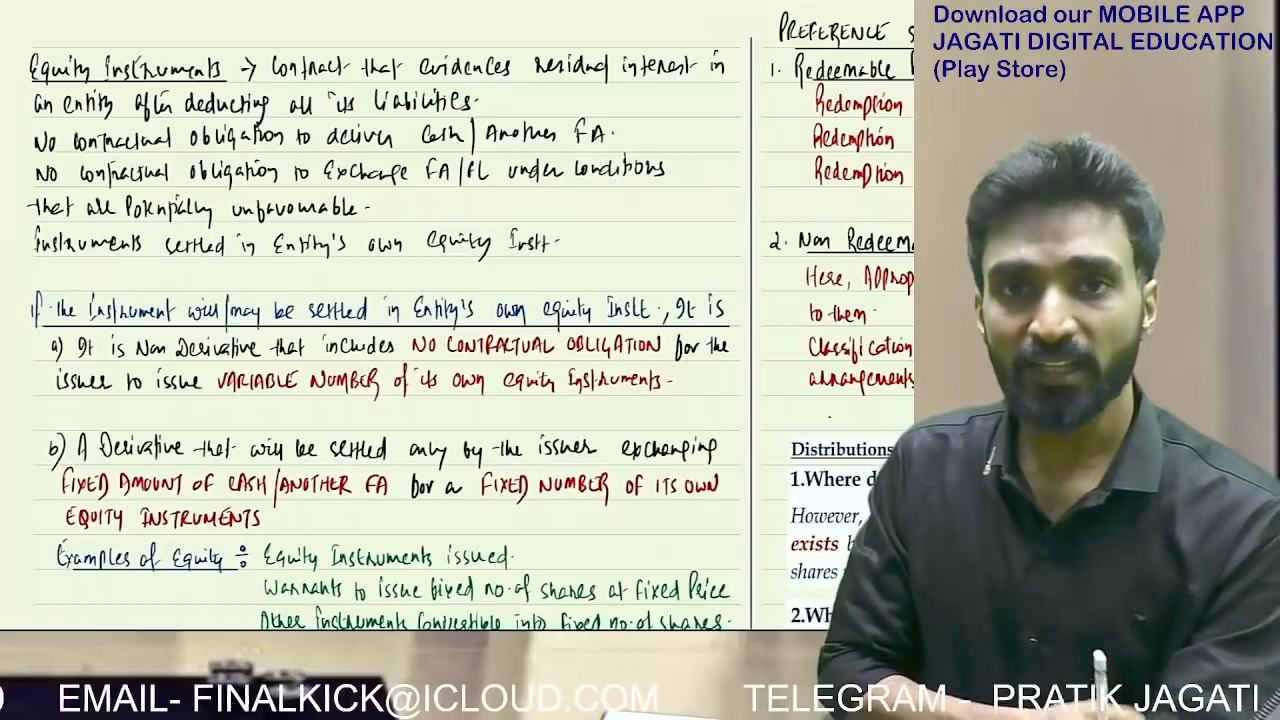 Download our MOBILE APP
JAGATI DIGITAL EDUCATION
(Play Store)
Equity Instruments → Contract that evidences residual interest in
an entity after deducting all its liabilities.
No contractual obligation to deliver Cash/Another FA.
No contractual obligation to Exchange FA/FL under conditions
that are Potentially unfavourable.
Instruments settled in Entity's own equity Instt.
If the Instrument will/may be settled in Entity's own equity Instt., It is
a) It is Non Derivative that includes NO CONTRACTUAL OBLIGATION for the
issuer to issue VARIABLE NUMBER of its own equity Instruments.
b) A Derivative that will be settled only by the issuer exchanging
FIXED AMOUNT OF CASH/ANOTHER FA for a FIXED NUMBER OF ITS OWN
EQUITY INSTRUMENTS
Examples of Equity : Equity Instruments issued.
Warrants to issue fixed no. of shares at fixed Price
Other Instruments Convertible into fixed no. of shares.
PREFERENCE S
1. Redeemable
Redemption
Redemption
Redemption
2. Non Redeema
Here, Approp
to them.
Classification
arrangements
Distributions
1.Where d
However,
exists
shares
2.Wh
EMAIL- FINALKICK@ICLOUD.COM
TELEGRAM - PRATIK JAGATI